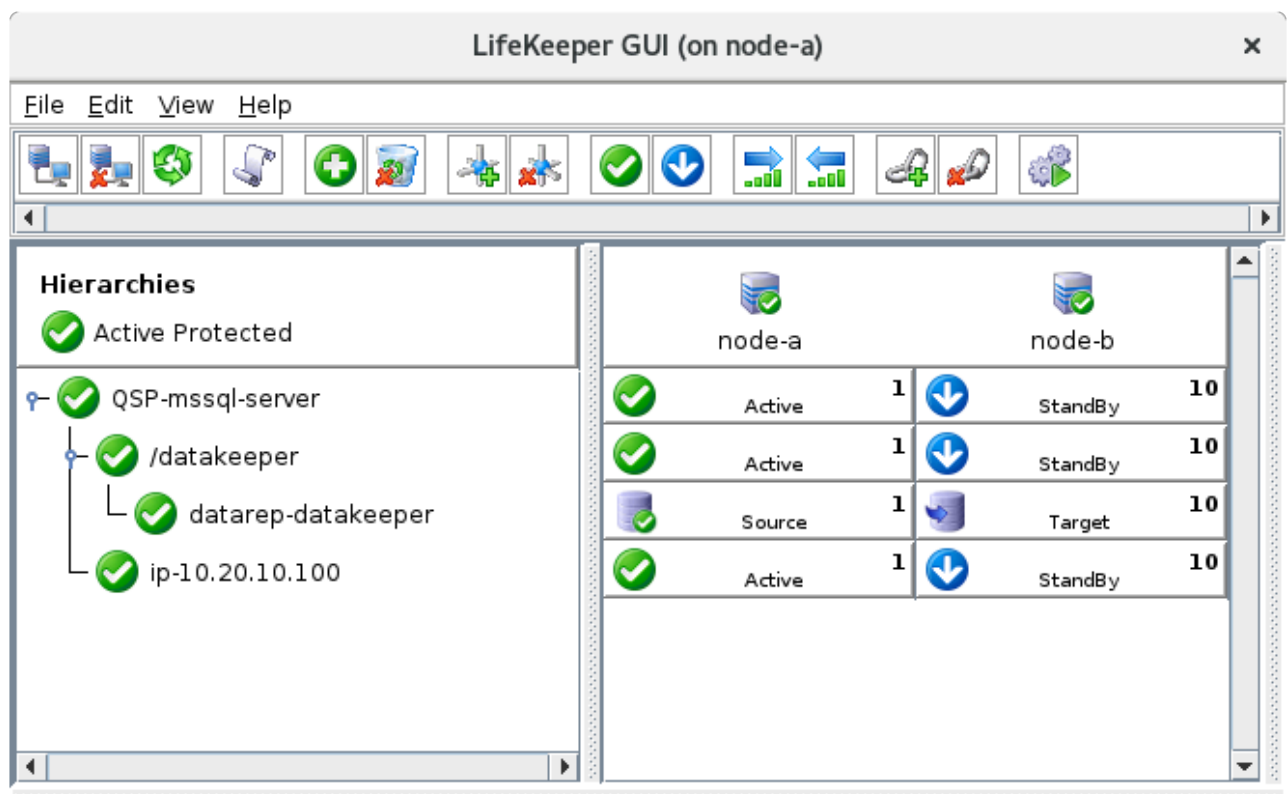 LifeKeeper GUI (on node-a)
File Edit View Help
Hierarchies
Active Protected
node-a node-b
QSP-mssql-server Active 1 StandBy 10
/datakeeper Active 1 StandBy 10
datarep-datakeeper Source 1 Target 10
ip-10.20.10.100 Active 1 StandBy 10